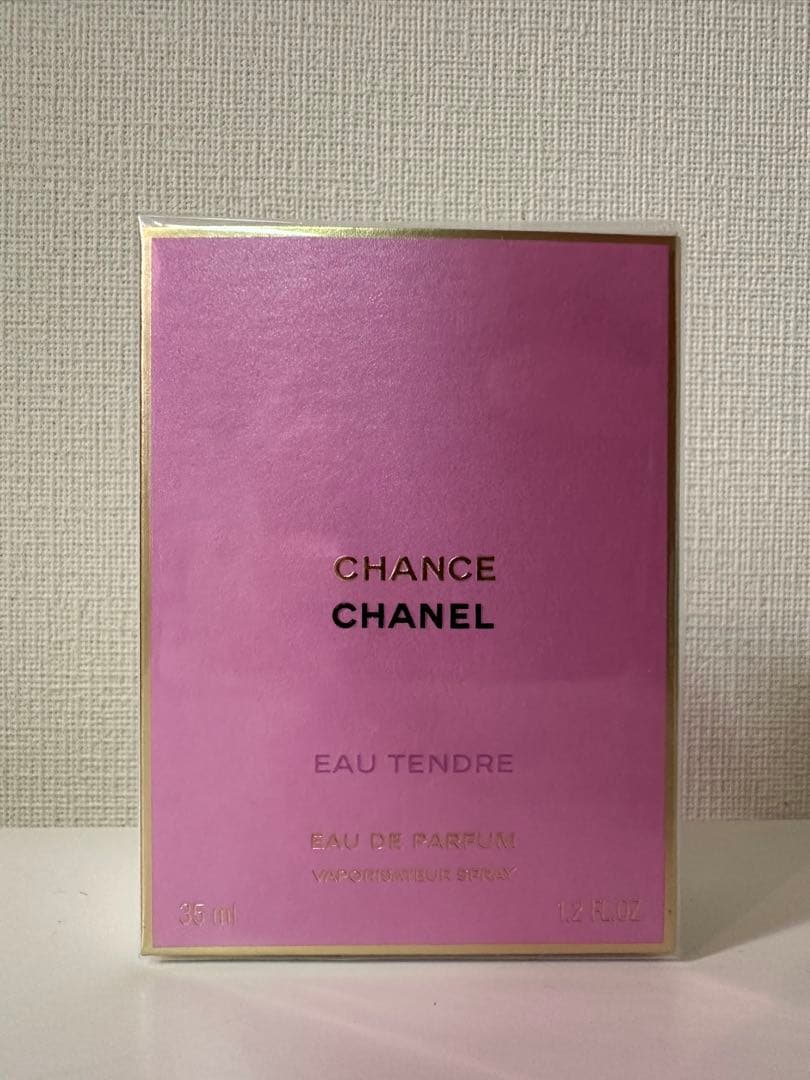 CHANCE
CHANEL
EAU TENDRE
EAU DE PARFUM
VAPORISATEUR SPRAY
35 ml 1.2 FL.OZ